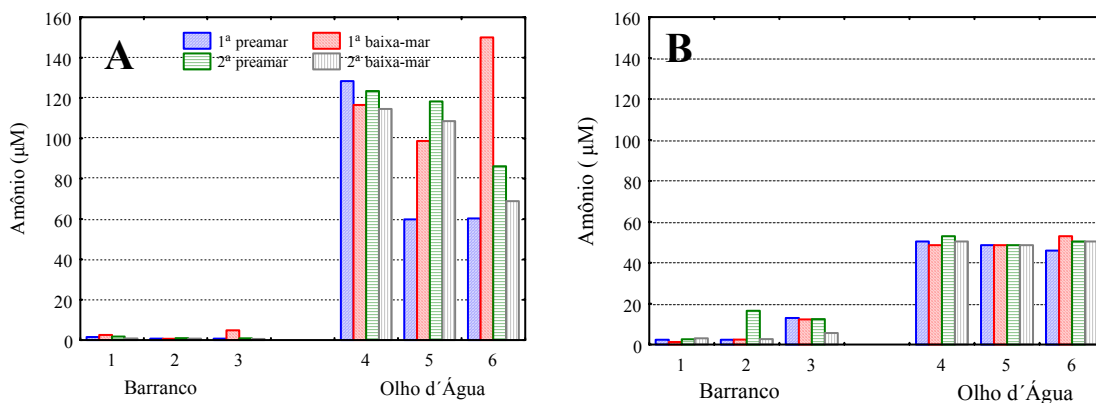 160
140
120
100
80
60
40
20
0
Amônio (μM)
A
1ª preamar
1ª baixa-mar
2ª preamar
2ª baixa-mar
1 2 3 4 5 6
Barranco Olho d´Água
160
140
120
100
80
60
40
20
0
Amônio ( μM)
B
1 2 3 4 5 6
Barranco Olho d´Água